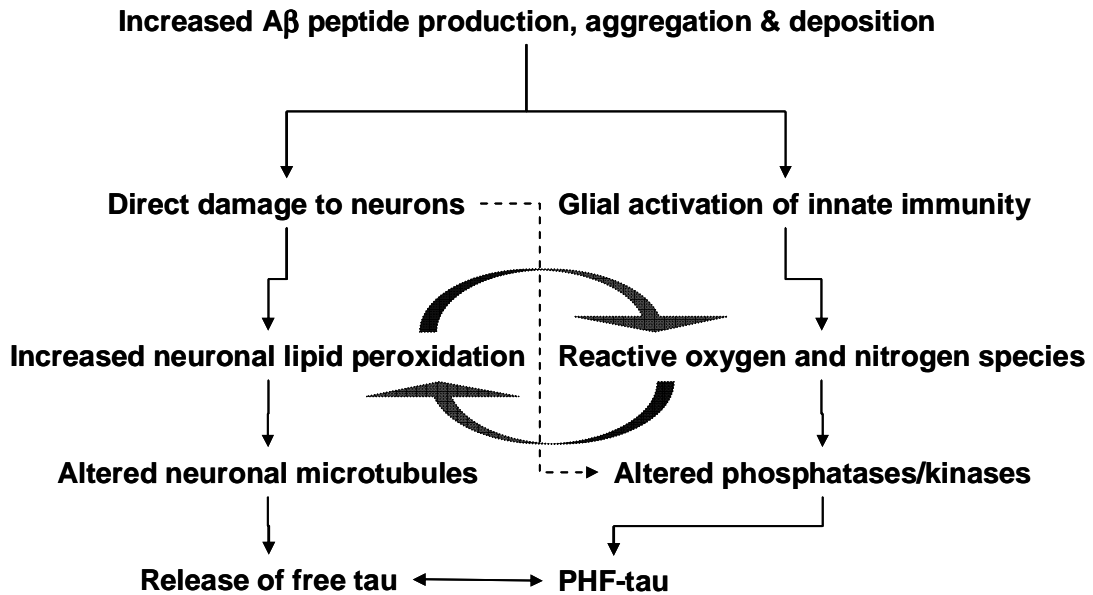 Increased Aβ peptide production, aggregation & deposition
Direct damage to neurons
Glial activation of innate immunity
Increased neuronal lipid peroxidation
Reactive oxygen and nitrogen species
Altered neuronal microtubules
Altered phosphatases/kinases
Release of free tau
PHF-tau